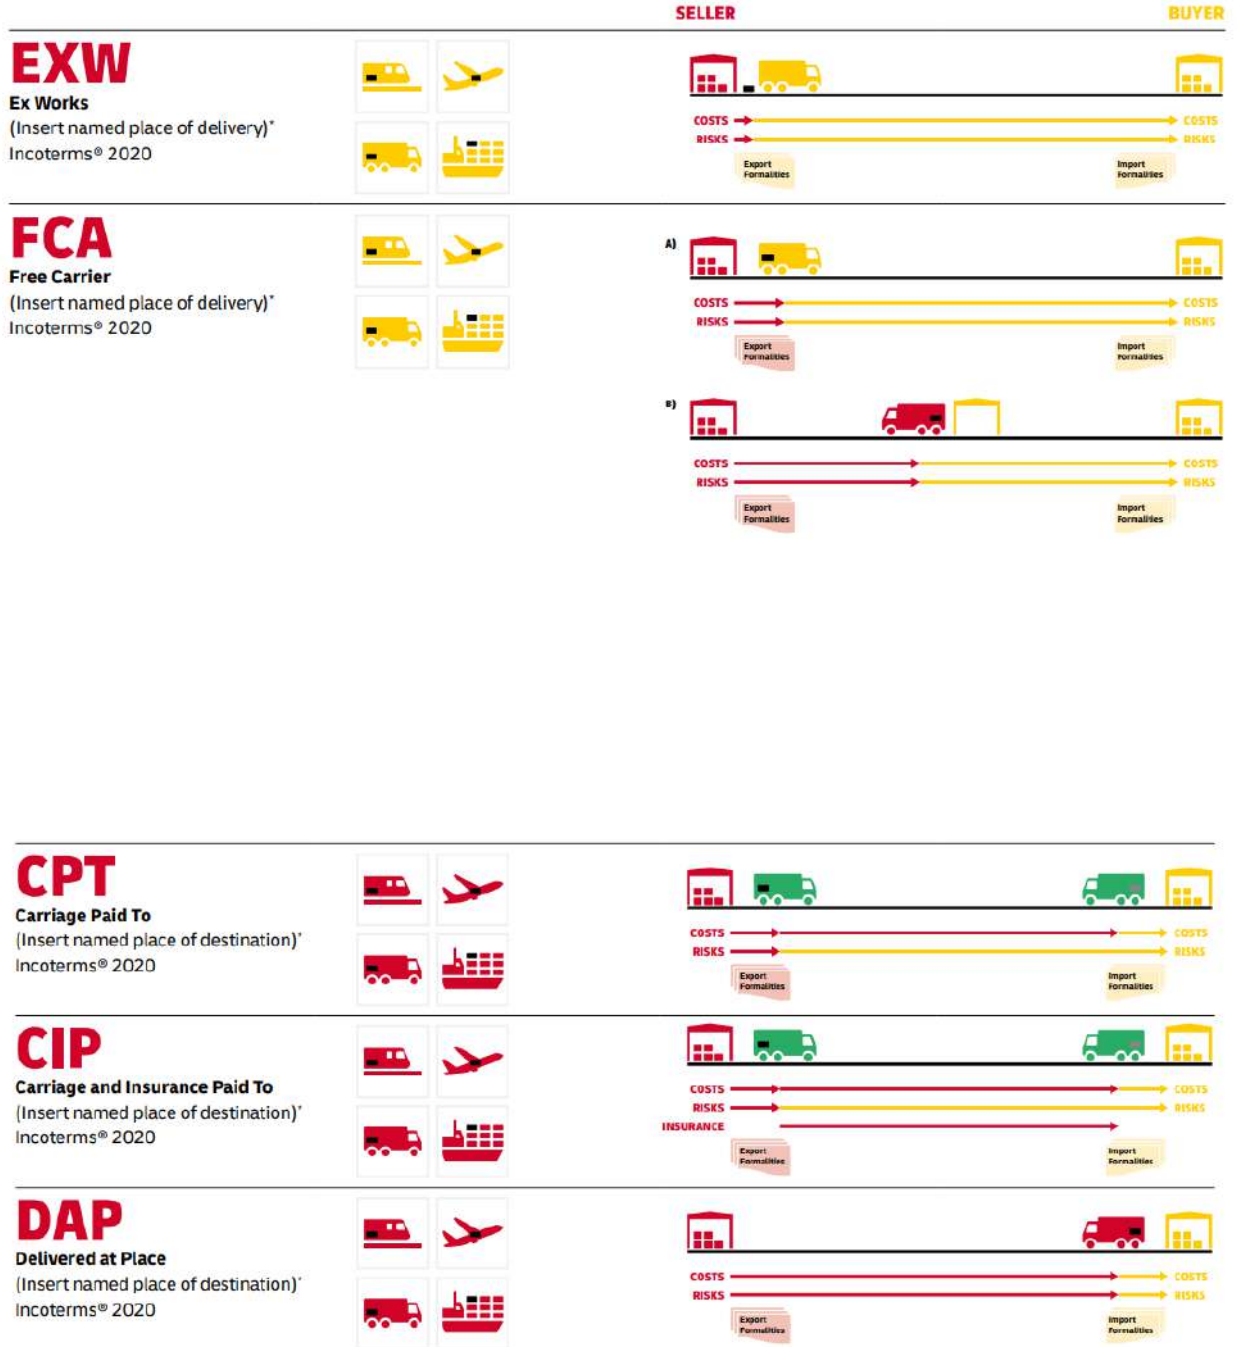 SELLER BUYER
EXW
Ex Works
(Insert named place of delivery)*
Incoterms® 2020
COSTS COSTS
RISKS RISKS
Export
Formalities
Import
Formalities
FCA
Free Carrier
(Insert named place of delivery)*
Incoterms® 2020
A)
COSTS COSTS
RISKS RISKS
Export
Formalities
Import
Formalities
B)
COSTS COSTS
RISKS RISKS
Export
Formalities
Import
Formalities
CPT
Carriage Paid To
(Insert named place of destination)*
Incoterms® 2020
COSTS COSTS
RISKS RISKS
Export
Formalities
Import
Formalities
CIP
Carriage and Insurance Paid To
(Insert named place of destination)*
Incoterms® 2020
COSTS COSTS
RISKS RISKS
INSURANCE
Export
Formalities
Import
Formalities
DAP
Delivered at Place
(Insert named place of destination)*
Incoterms® 2020
COSTS COSTS
RISKS RISKS
Export
Formalities
Import
Formalities